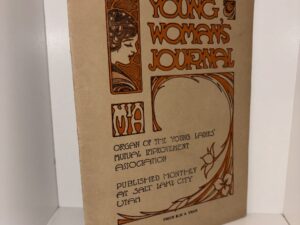 YOUNG
WOMAN'S
JOURNAL
MIA
ORGAN OF THE YOUNG LADIES'
MUTUAL IMPROVEMENT
ASSOCIATION
PUBLISHED MONTHLY
AT SALT LAKE CITY
UTAH